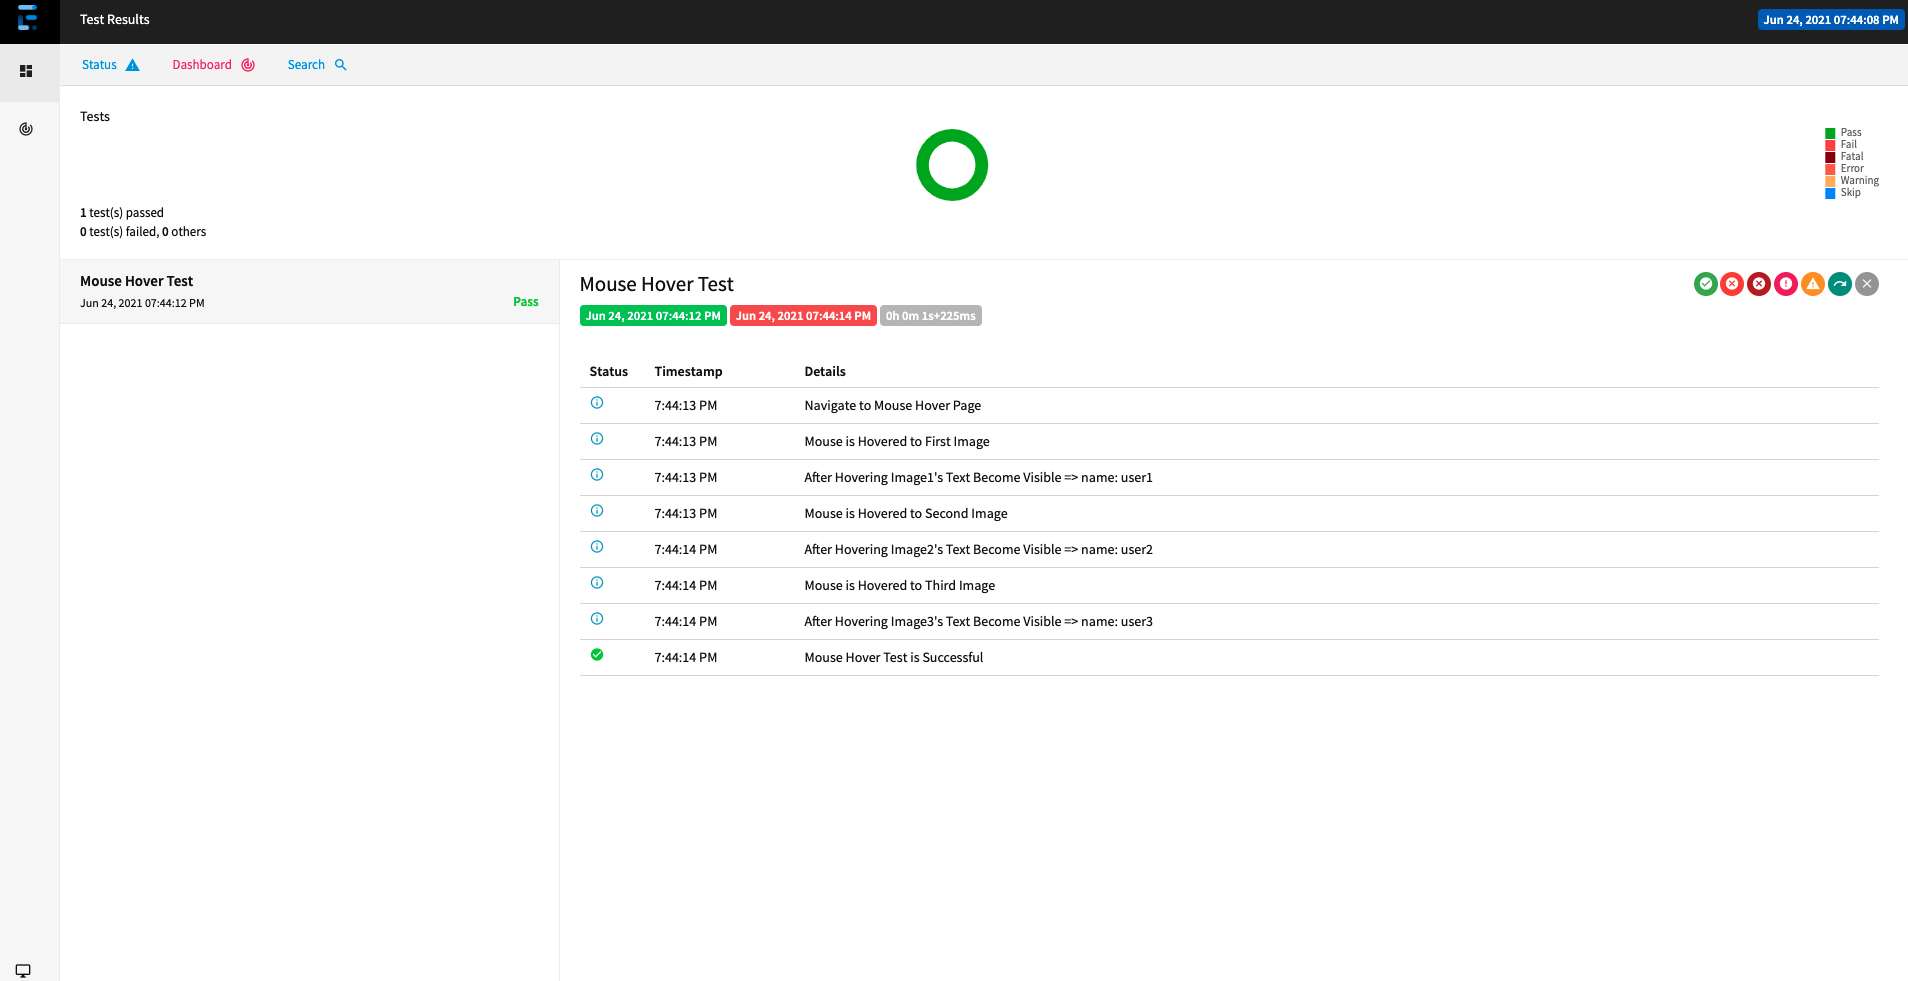 Test Results
Jun 24, 2021 07:44:08 PM
Status
Dashboard
Search
Tests
Pass
Fail
Fatal
Error
Warning
Skip
1 test(s) passed
0 test(s) failed, 0 others
Mouse Hover Test
Jun 24, 2021 07:44:12 PM
Pass
Mouse Hover Test
Jun 24, 2021 07:44:12 PM Jun 24, 2021 07:44:14 PM 0h 0m 1s+225ms
Status Timestamp Details
7:44:13 PM Navigate to Mouse Hover Page
7:44:13 PM Mouse is Hovered to First Image
7:44:13 PM After Hovering Image1's Text Become Visible => name: user1
7:44:13 PM Mouse is Hovered to Second Image
7:44:14 PM After Hovering Image2's Text Become Visible => name: user2
7:44:14 PM Mouse is Hovered to Third Image
7:44:14 PM After Hovering Image3's Text Become Visible => name: user3
7:44:14 PM Mouse Hover Test is Successful